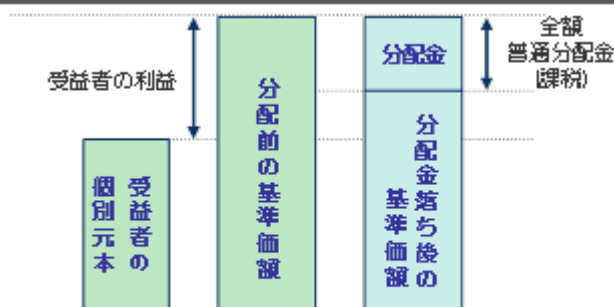 全額
普通分配金
(課税)
分配金
受益者の利益
分配前の基準価額
分配金落ち後の
基準価額
受益者の
個別元本